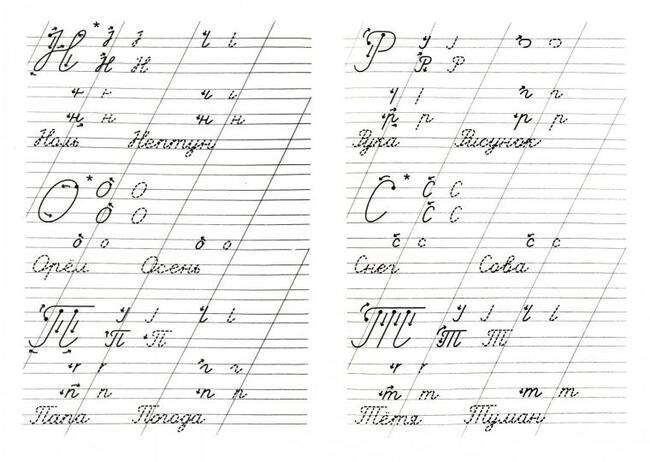 Н *
Н Н
н н н н
Ноль Нептун
О * О О
О О
о о о о
Орёл Осень
П
П П
п п п п
Папа Погода
Р
Р Р
р р р р
Рука Рисунок
С * С С
С С
с с с с
Снег Сова
Т
Т Т
т т т т
Тётя Туман